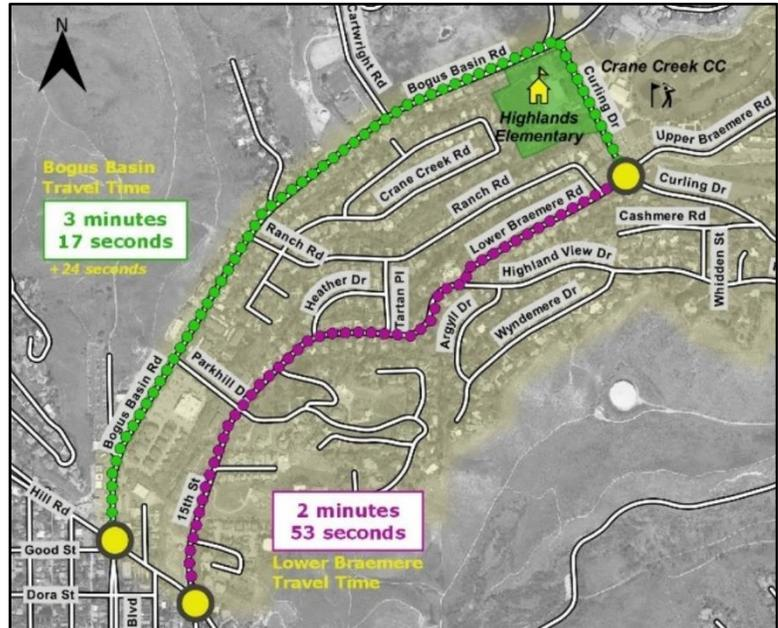 N
Cartwright Rd
Bogus Basin Rd
Curling Dr
Crane Creek CC
Highlands
Elementary
Upper Braemere Rd
Bogus Basin
Travel Time
3 minutes
17 seconds
+24 seconds
Crane Creek Rd
Ranch Rd
Curling Dr
Lower Braemere Rd
Cashmere Rd
Ranch Rd
Highland View Dr
Whidden St
Heather Dr
Tartan Pl
Argyll Dr
Wyndemere Dr
Bogus Basin Rd
Parkhill D
15th St
Hill Rd
2 minutes
53 seconds
Lower Braemere
Travel Time
Good St
Dora St
Blvd